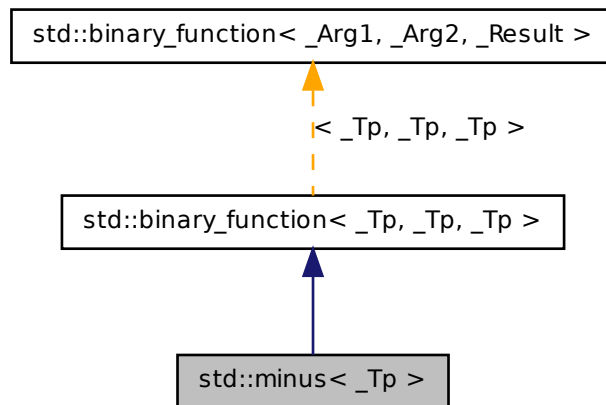 std::binary_function< _Arg1, _Arg2, _Result >
< _Tp, _Tp, _Tp >
std::binary_function< _Tp, _Tp, _Tp >
std::minus< _Tp >